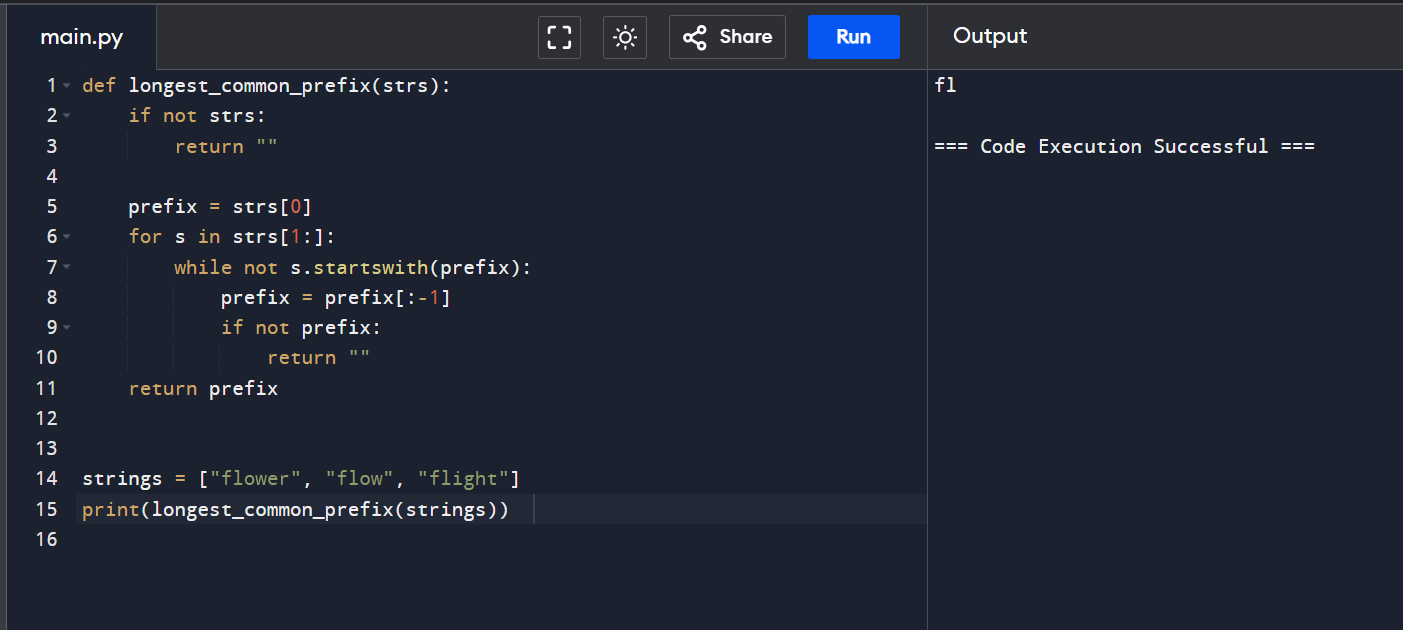 main.py
Share
Run
Output
1 def longest_common_prefix(strs):
2     if not strs:
3         return ""
4
5     prefix = strs[0]
6     for s in strs[1:]:
7         while not s.startswith(prefix):
8             prefix = prefix[:-1]
9             if not prefix:
10                 return ""
11     return prefix
12
13
14 strings = ["flower", "flow", "flight"]
15 print(longest_common_prefix(strings))
16
fl
=== Code Execution Successful ===